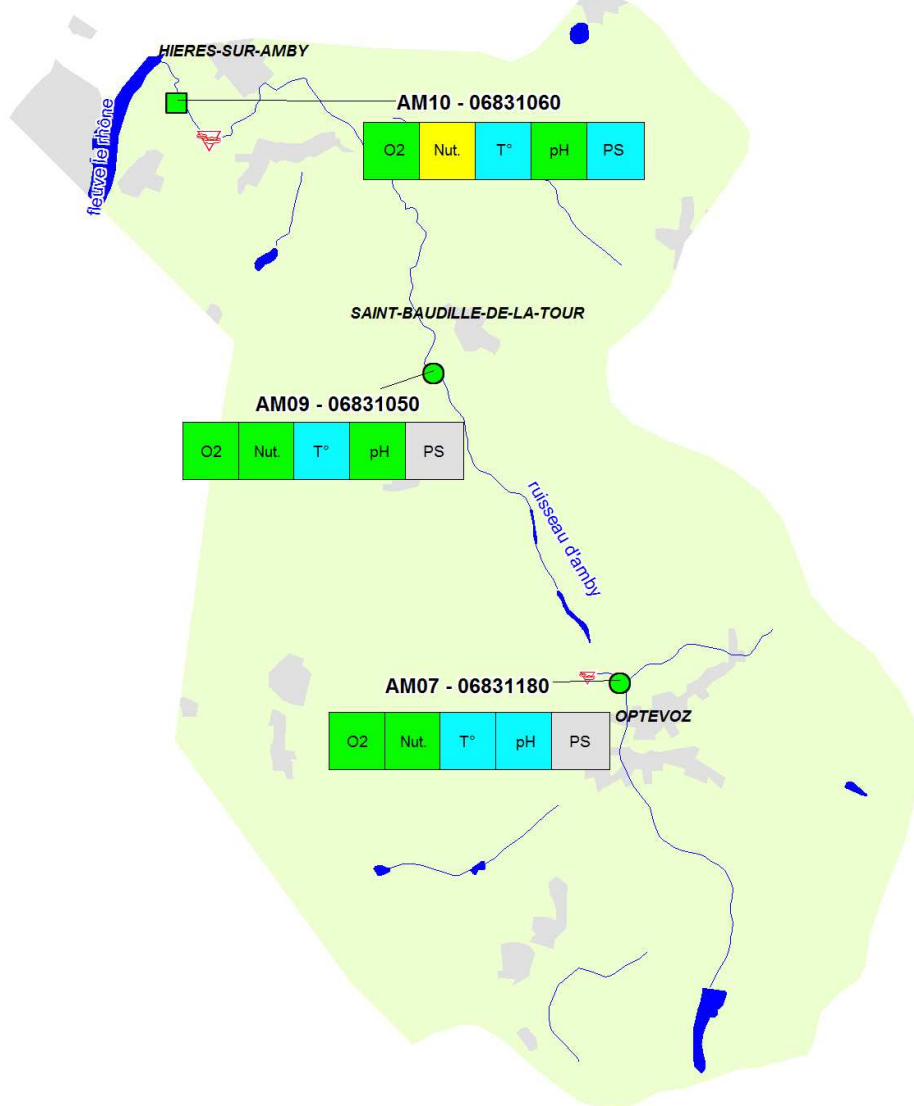 HIERES-SUR-AMBY
AM10 - 06831060
O2 Nut. T° pH PS
fleuve le rhône
SAINT-BAUDILLE-DE-LA-TOUR
AM09 - 06831050
O2 Nut. T° pH PS
ruisseau d'amby
AM07 - 06831180
OPTEVOZ
O2 Nut. T° pH PS